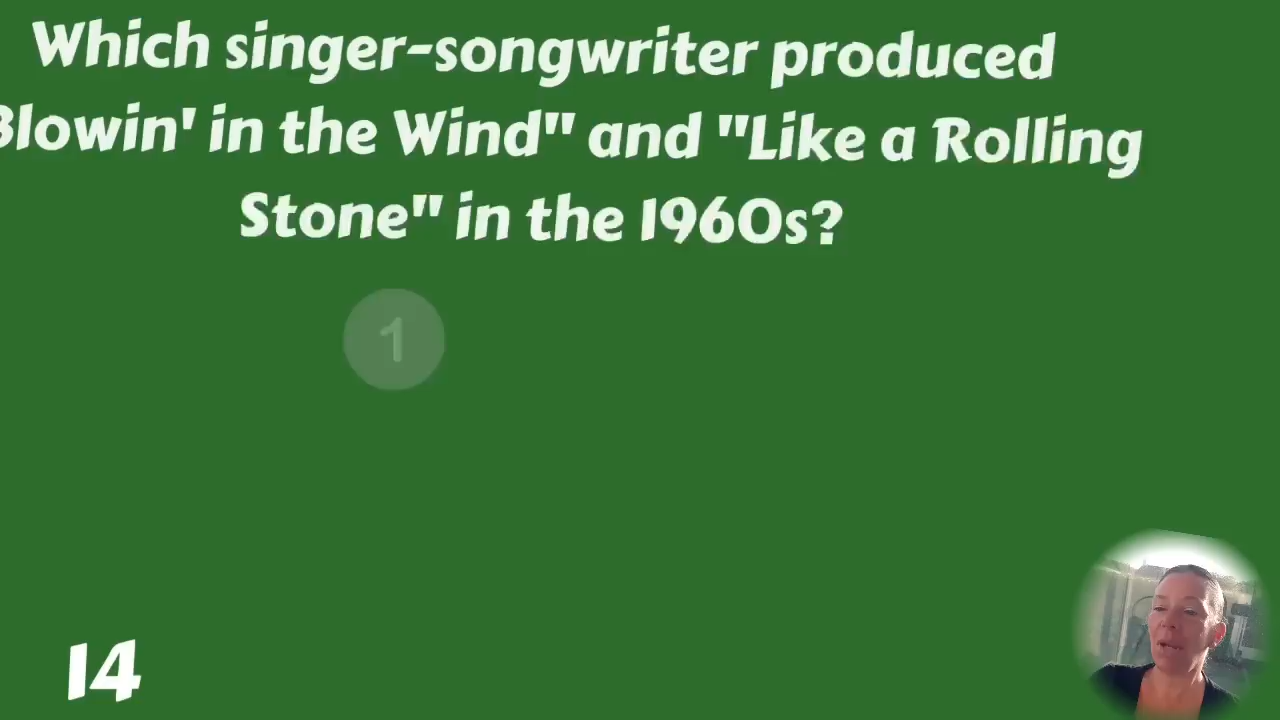 Which singer-songwriter produced
Blowin' in the Wind" and "Like a Rolling
Stone" in the 1960s?
1
14